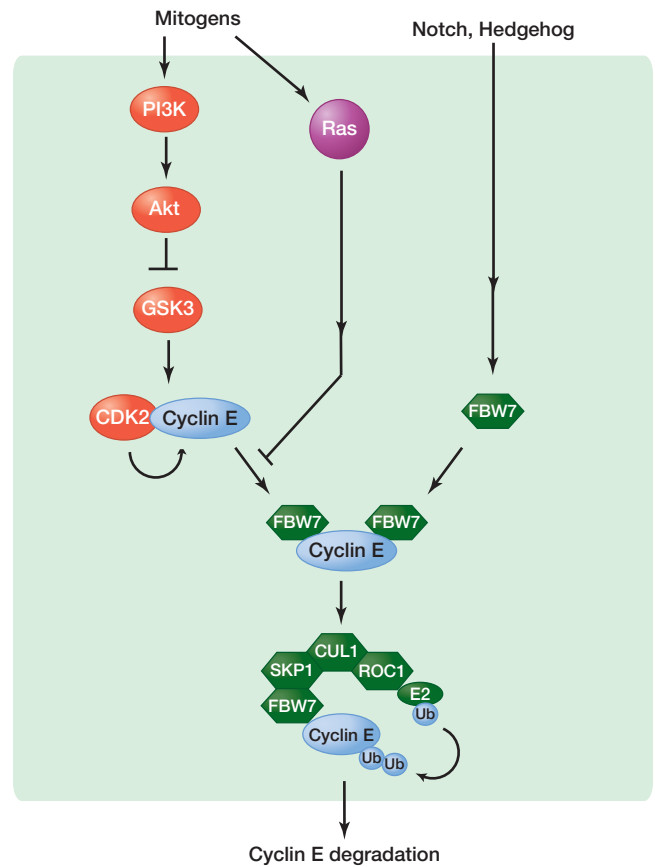 Mitogens
Notch, Hedgehog
PI3K
Ras
Akt
GSK3
CDK2
Cyclin E
FBW7
FBW7
FBW7
Cyclin E
CUL1
SKP1
ROC1
E2
FBW7
Ub
Cyclin E
Ub
Ub
Cyclin E degradation